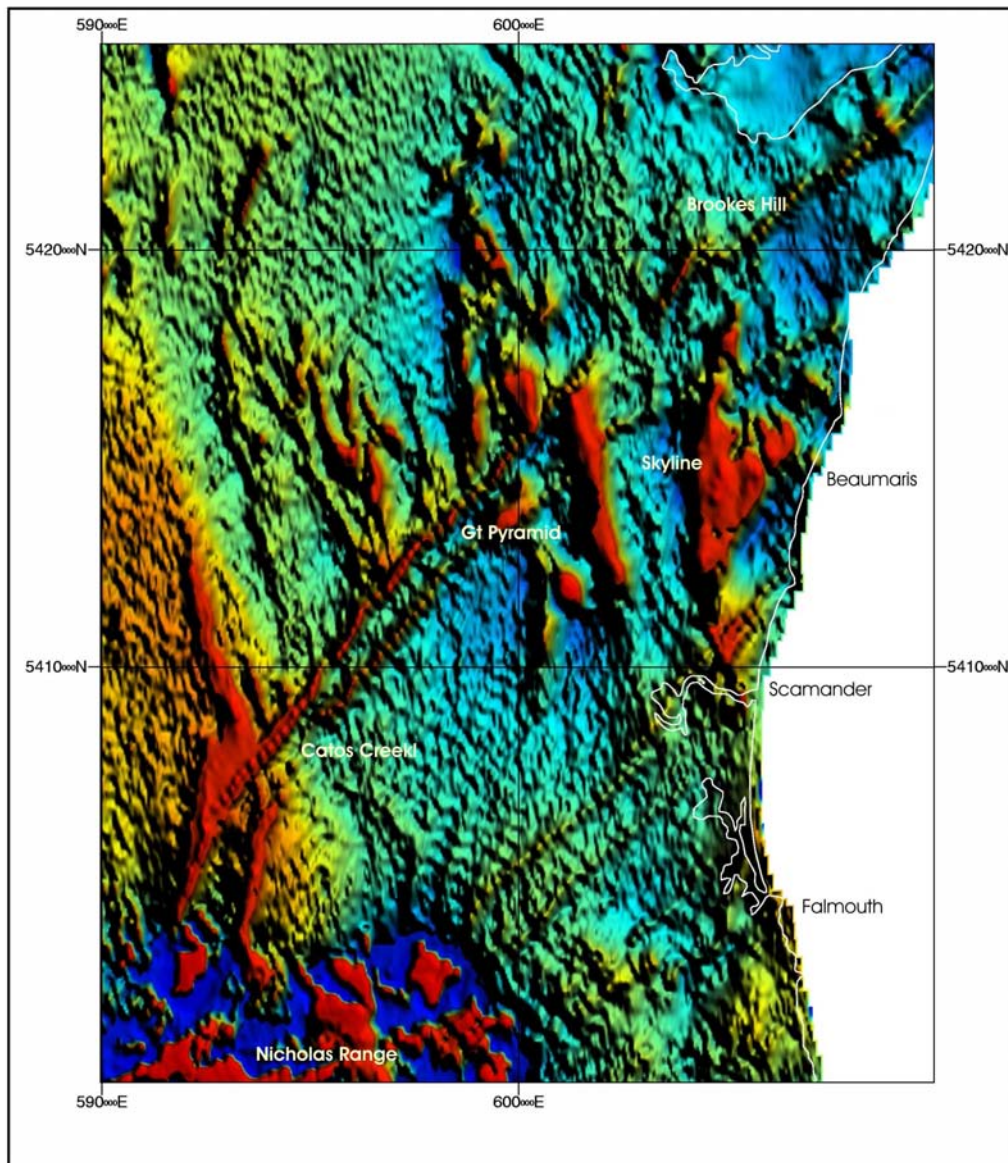 590000E
600000E
Brookes Hill
5420000N
5420000N
Skyline
Beaumaris
Gt Pyramid
5410000N
5410000N
Scamander
Catos Creekl
Falmouth
Nicholas Range
590000E
600000E